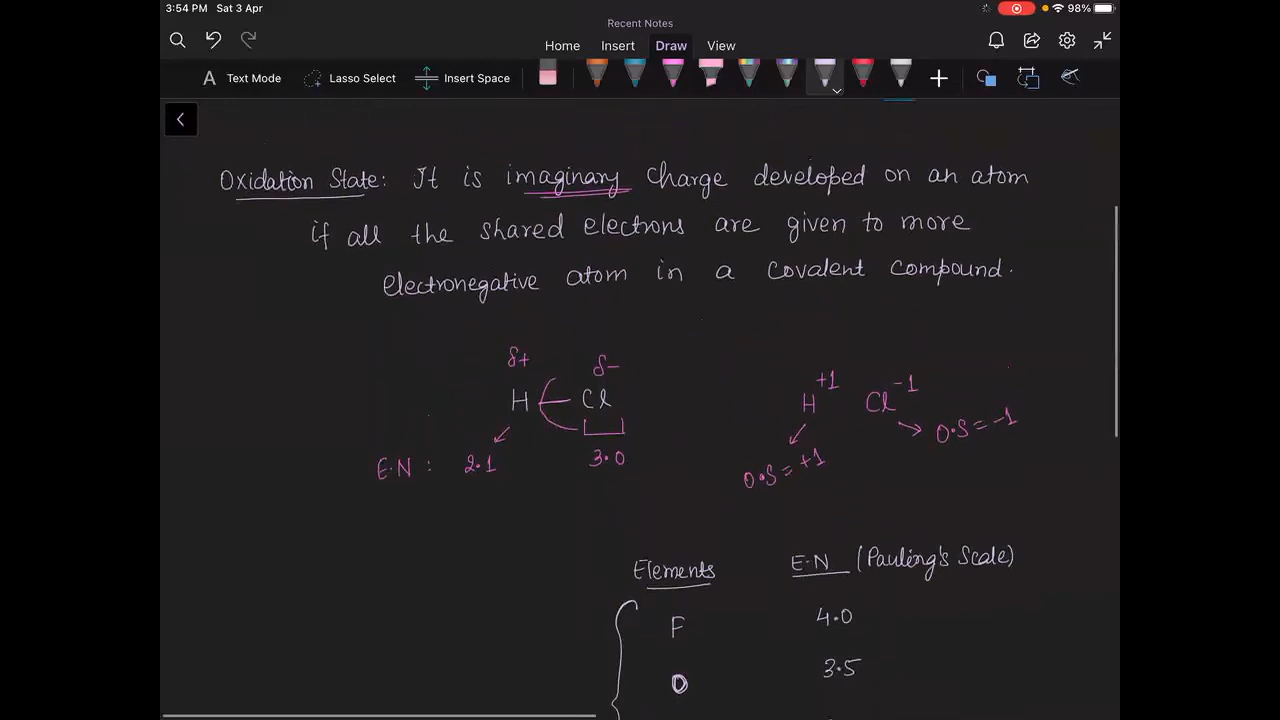 3:54 PM Sat 3 Apr
98%
Recent Notes
Home Insert Draw View
Text Mode Lasso Select Insert Space
Oxidation State: It is imaginary charge developed on an atom
if all the shared electrons are given to more
electronegative atom in a covalent compound.
δ+ δ-
H Cl
E·N : 2·1 3·0
H+1 Cl-1
O·S = +1 O·S = -1
Elements E·N (Pauling's Scale)
F 4·0
O 3·5